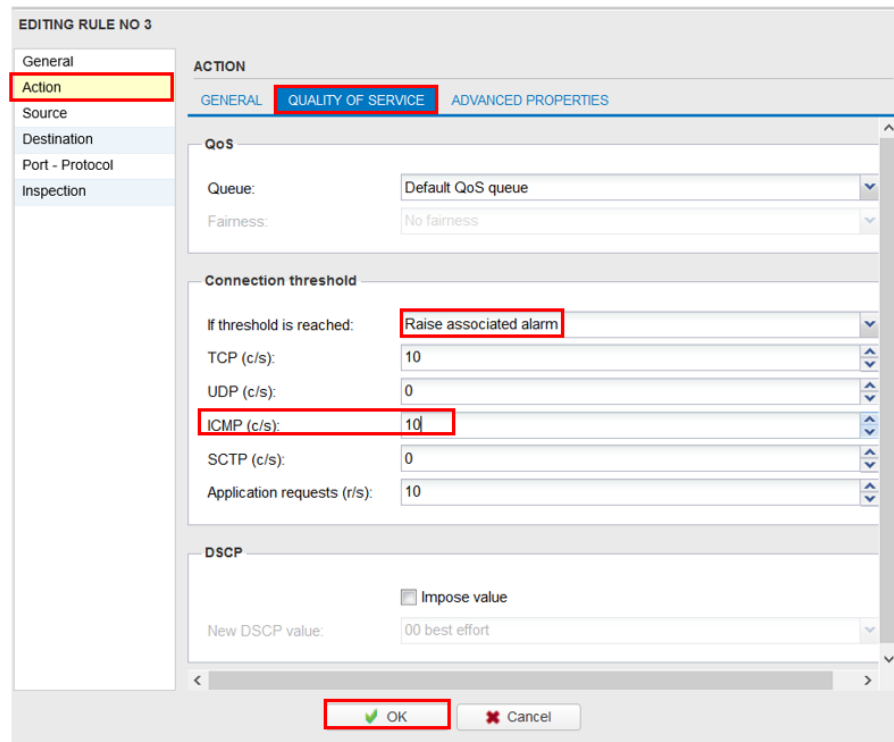 EDITING RULE NO 3
General
Action
Source
Destination
Port - Protocol
Inspection
ACTION
GENERAL QUALITY OF SERVICE ADVANCED PROPERTIES
QoS
Queue: Default QoS queue
Fairness: No fairness
Connection threshold
If threshold is reached: Raise associated alarm
TCP (c/s): 10
UDP (c/s): 0
ICMP (c/s): 10
SCTP (c/s): 0
Application requests (r/s): 10
DSCP
Impose value
New DSCP value: 00 best effort
OK Cancel